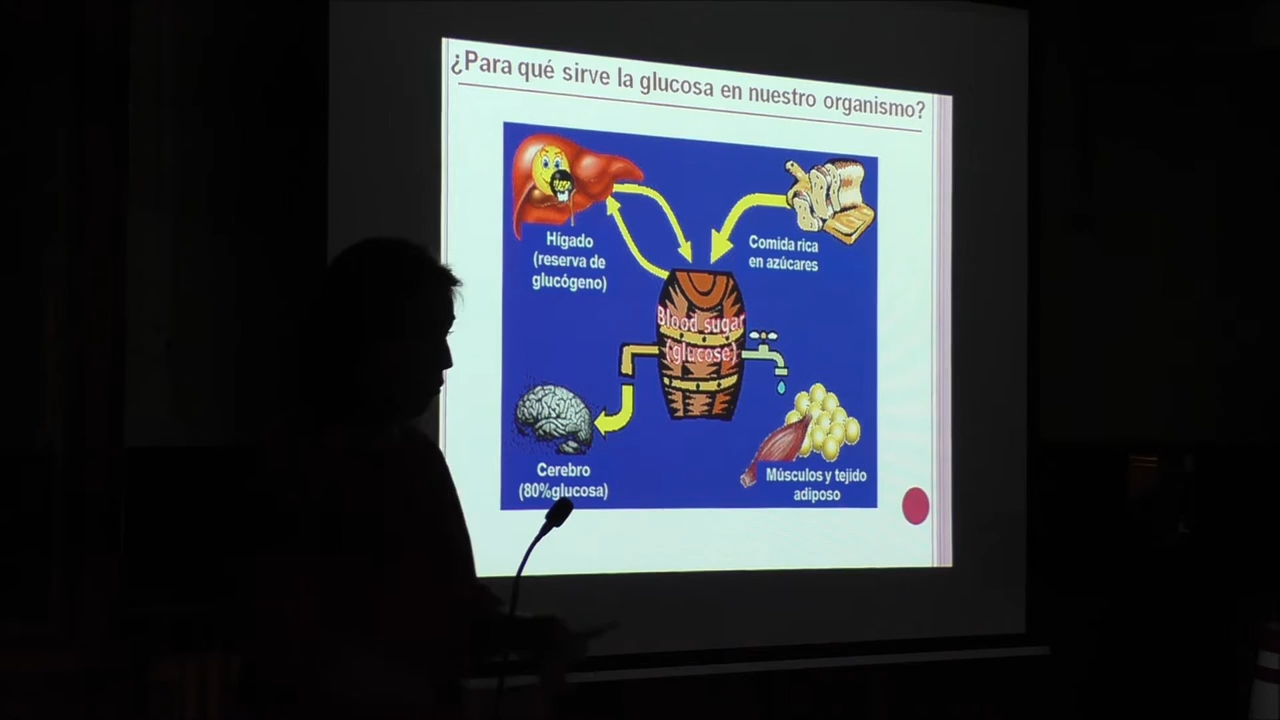 ¿Para qué sirve la glucosa en nuestro organismo?
Hígado
(reserva de
glucógeno)
Comida rica
en azúcares
Blood sugar
(glucose)
Cerebro
(80%glucosa)
Músculos y tejido
adiposo